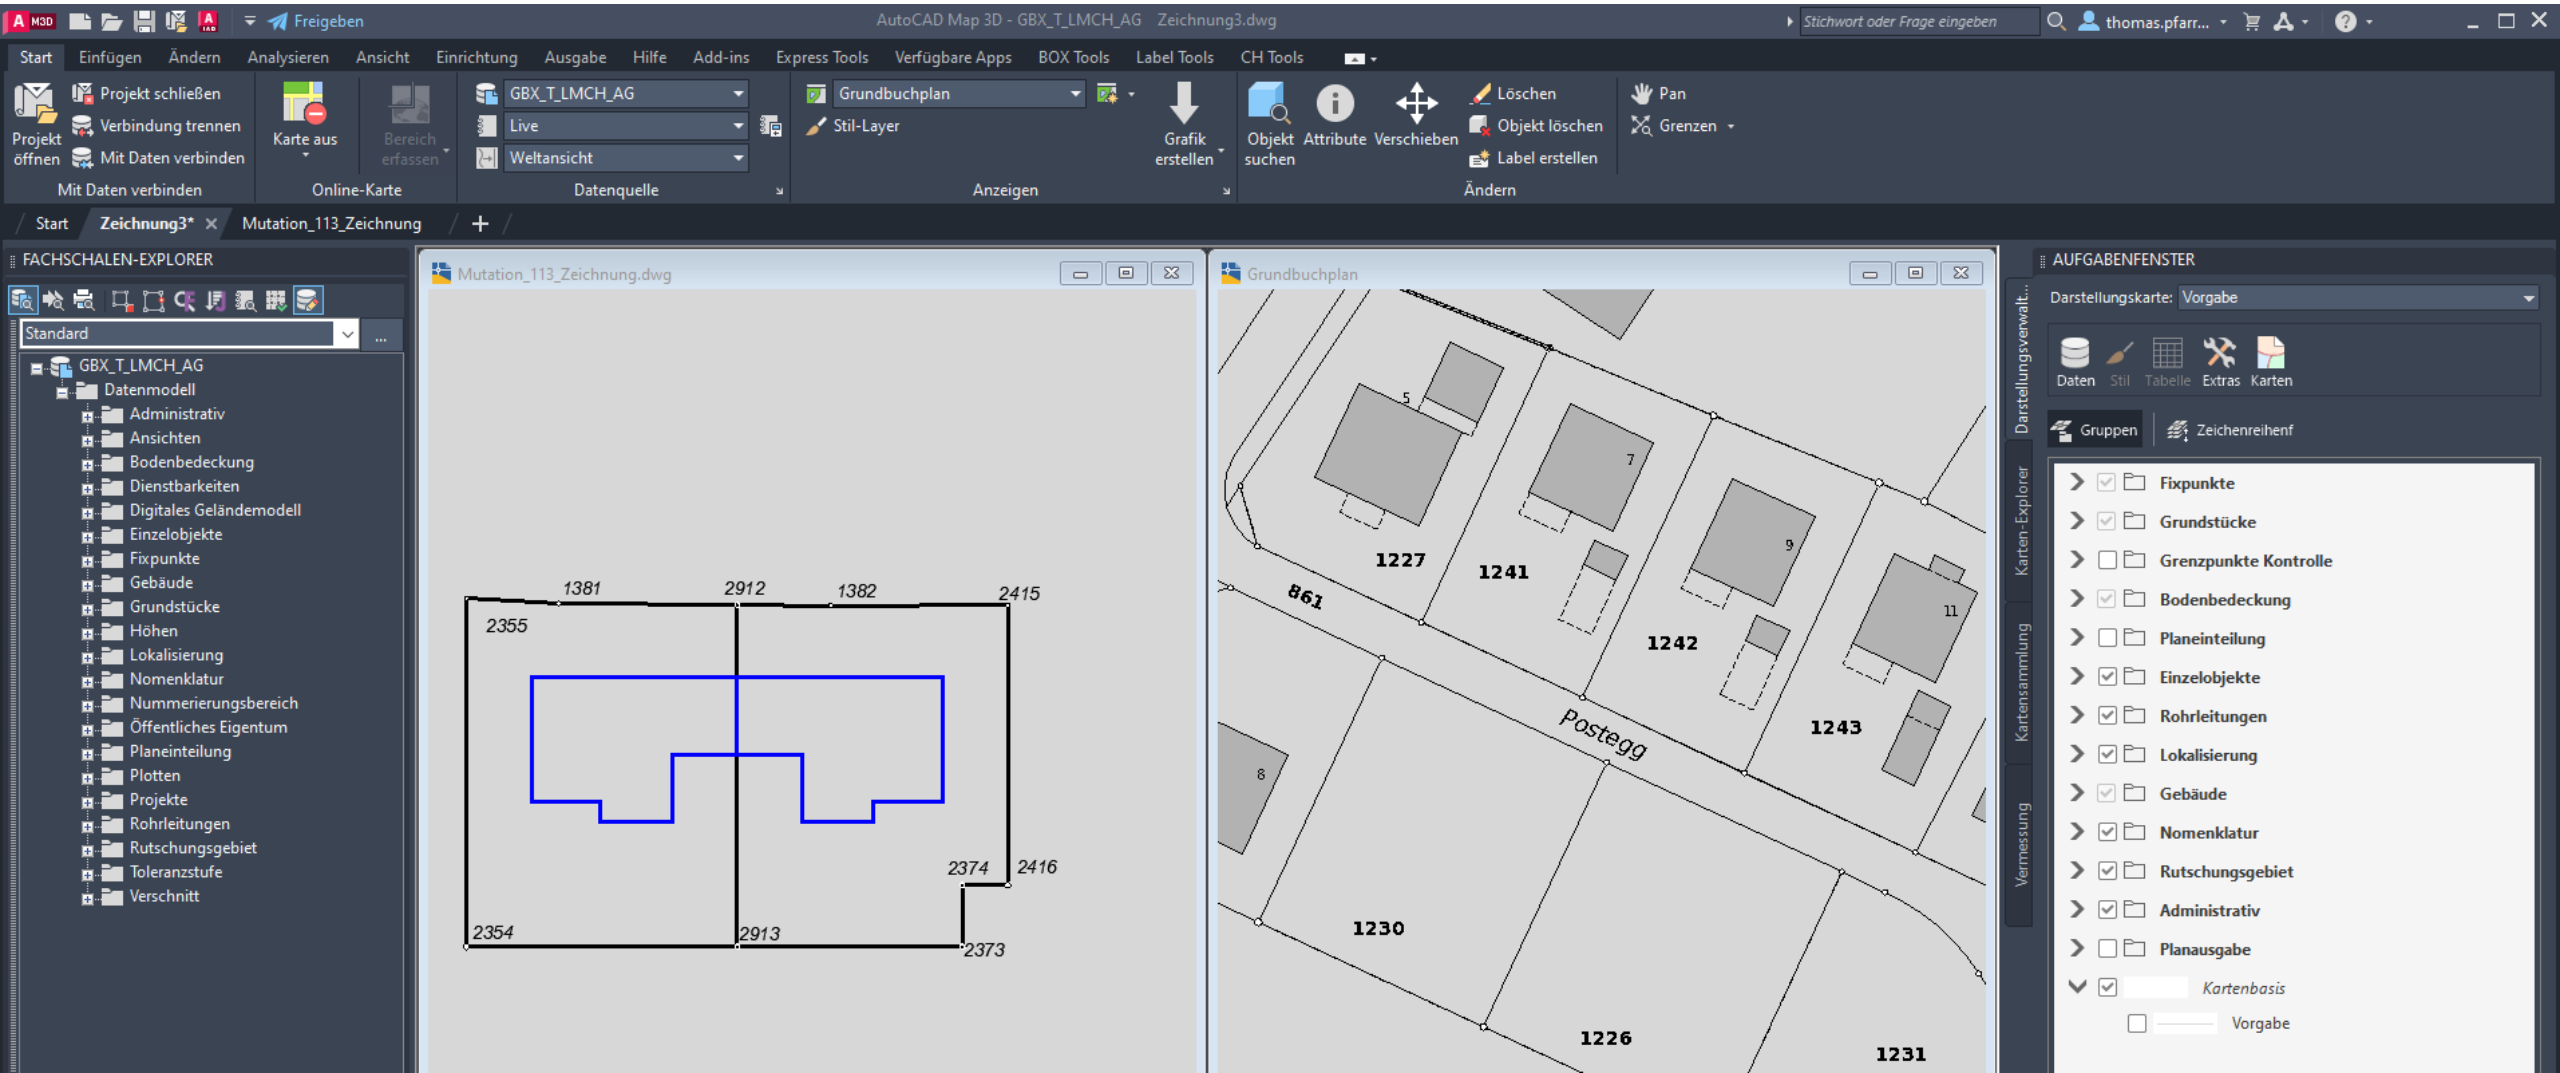 A M3D Freigeben AutoCAD Map 3D - GBX_T_LMCH_AG Zeichnung3.dwg Stichwort oder Frage eingeben thomas.pfarr...
Start Einfügen Ändern Analysieren Ansicht Einrichtung Ausgabe Hilfe Add-ins Express Tools Verfügbare Apps BOX Tools Label Tools CH Tools
Projekt öffnen
Projekt schließen
Verbindung trennen
Mit Daten verbinden
Mit Daten verbinden
Karte aus
Bereich erfassen
Online-Karte
GBX_T_LMCH_AG
Live
Weltansicht
Datenquelle
Grundbuchplan
Stil-Layer
Grafik erstellen
Anzeigen
Objekt suchen
Attribute
Verschieben
Löschen
Objekt löschen
Label erstellen
Ändern
Pan
Grenzen
Start Zeichnung3* Mutation_113_Zeichnung
FACHSCHALEN-EXPLORER
Standard
...
GBX_T_LMCH_AG
Datenmodell
Administrativ
Ansichten
Bodenbedeckung
Dienstbarkeiten
Digitales Geländemodell
Einzelobjekte
Fixpunkte
Gebäude
Grundstücke
Höhen
Lokalisierung
Nomenklatur
Nummerierungsbereich
Öffentliches Eigentum
Planeinteilung
Plotten
Projekte
Rohrleitungen
Rutschungsgebiet
Toleranzstufe
Verschnitt
Mutation_113_Zeichnung.dwg
1381
2912
1382
2415
2355
2374
2416
2354
2913
2373
Grundbuchplan
5
7
9
11
1227
1241
861
1242
1243
Postegg
8
1230
1226
1231
Darstellungsverwalt...
Karten-Explorer
Kartensammlung
Vermessung
AUFGABENFENSTER
Darstellungskarte: Vorgabe
Daten Stil Tabelle Extras Karten
Gruppen Zeichenreihenf
Fixpunkte
Grundstücke
Grenzpunkte Kontrolle
Bodenbedeckung
Planeinteilung
Einzelobjekte
Rohrleitungen
Lokalisierung
Gebäude
Nomenklatur
Rutschungsgebiet
Administrativ
Planausgabe
Kartenbasis
Vorgabe